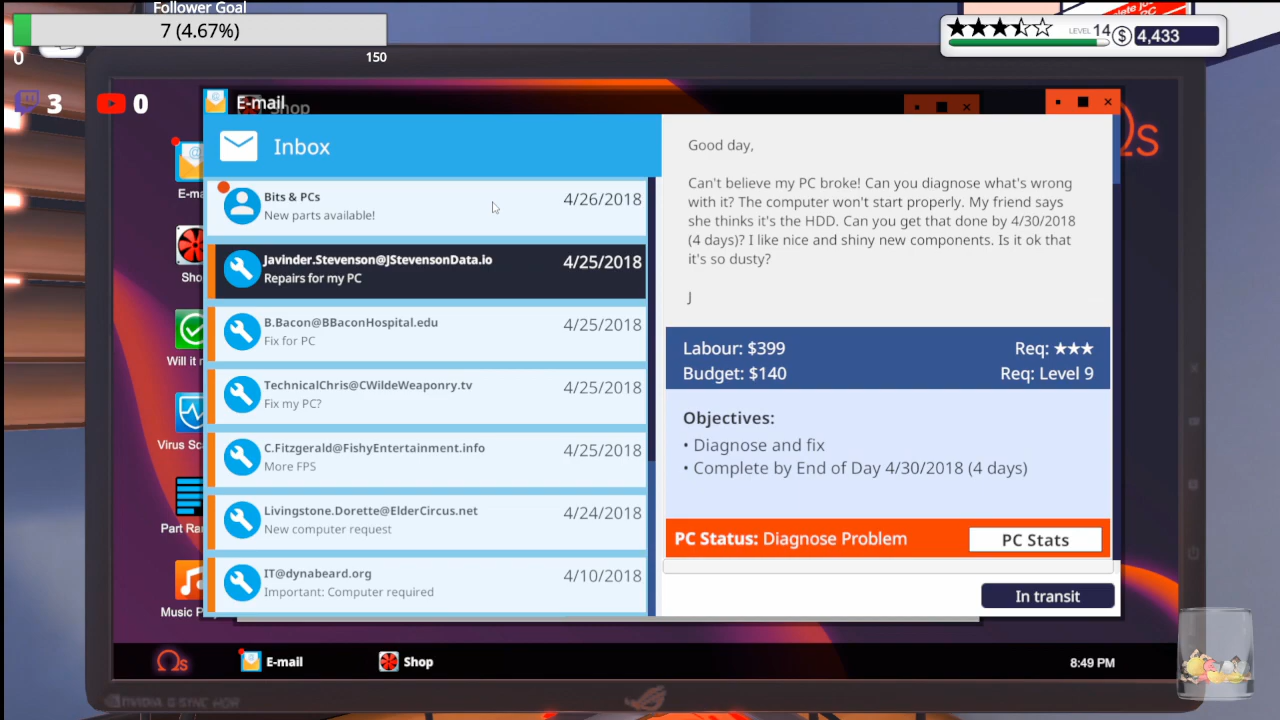 Follower Goal
7 (4.67%)
0
150
3
0
LEVEL 14
$ 4,433
E-mail
Shop
Inbox
Bits & PCs
4/26/2018
New parts available!
Javinder.Stevenson@JStevensonData.io
4/25/2018
Repairs for my PC
B.Bacon@BBaconHospital.edu
4/25/2018
Fix for PC
TechnicalChris@CWildeWeaponry.tv
4/25/2018
Fix my PC?
C.Fitzgerald@FishyEntertainment.info
4/25/2018
More FPS
Livingstone.Dorette@ElderCircus.net
4/24/2018
New computer request
IT@dynabeard.org
4/10/2018
Important: Computer required
Good day,
Can't believe my PC broke! Can you diagnose what's wrong
with it? The computer won't start properly. My friend says
she thinks it's the HDD. Can you get that done by 4/30/2018
(4 days)? I like nice and shiny new components. Is it ok that
it's so dusty?
J
Labour: $399
Req: ★★★
Budget: $140
Req: Level 9
Objectives:
• Diagnose and fix
• Complete by End of Day 4/30/2018 (4 days)
PC Status: Diagnose Problem
PC Stats
In transit
E-ma
Sho
Will it r
Virus Sc
Part Ra
Music P
Ωs
E-mail
Shop
8:49 PM
NVIDIA G-SYNC HDR